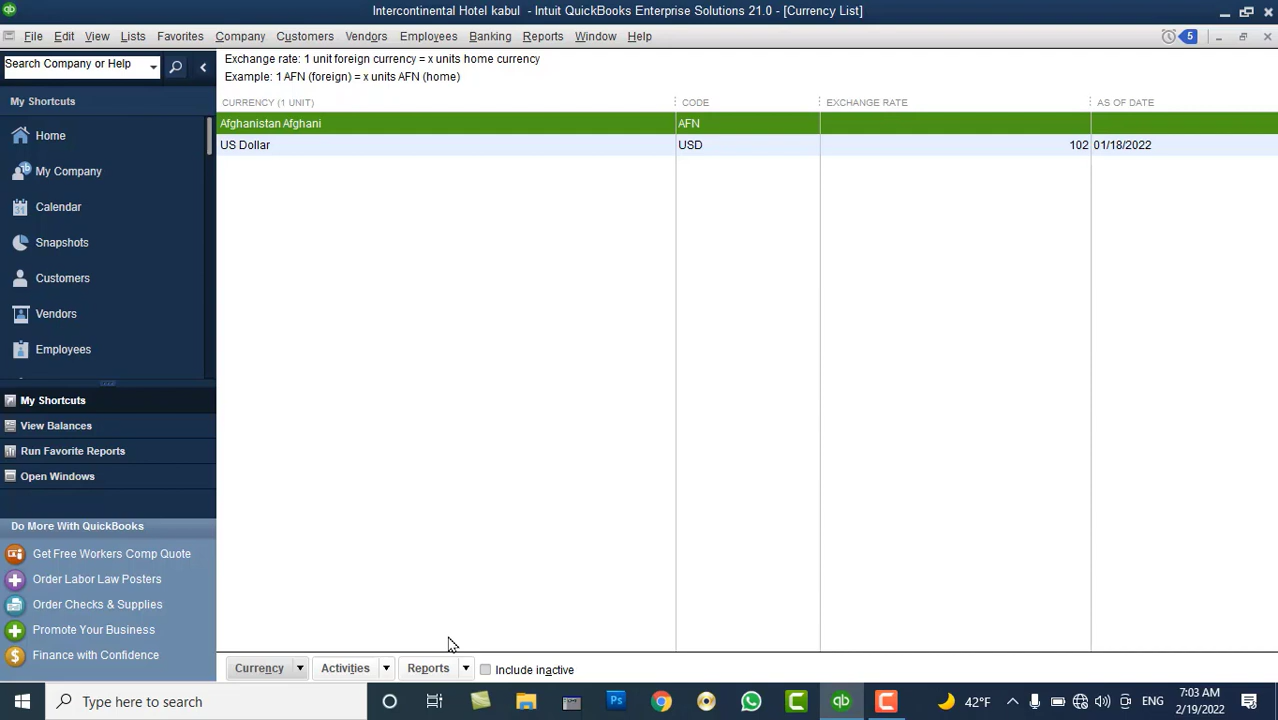 Intercontinental Hotel kabul - Intuit QuickBooks Enterprise Solutions 21.0 - [Currency List]
File Edit View Lists Favorites Company Customers Vendors Employees Banking Reports Window Help
5
Search Company or Help
My Shortcuts
Home
My Company
Calendar
31
Snapshots
Customers
Vendors
Employees
My Shortcuts
View Balances
Run Favorite Reports
Open Windows
Do More With QuickBooks
Get Free Workers Comp Quote
Order Labor Law Posters
Order Checks & Supplies
Promote Your Business
Finance with Confidence
Exchange rate: 1 unit foreign currency = x units home currency
Example: 1 AFN (foreign) = x units AFN (home)
CURRENCY (1 UNIT) CODE EXCHANGE RATE AS OF DATE
Afghanistan Afghani AFN
US Dollar USD 102 01/18/2022
Currency Activities Reports Include inactive
Type here to search
Ps
qb
42°F
ENG
7:03 AM
2/19/2022